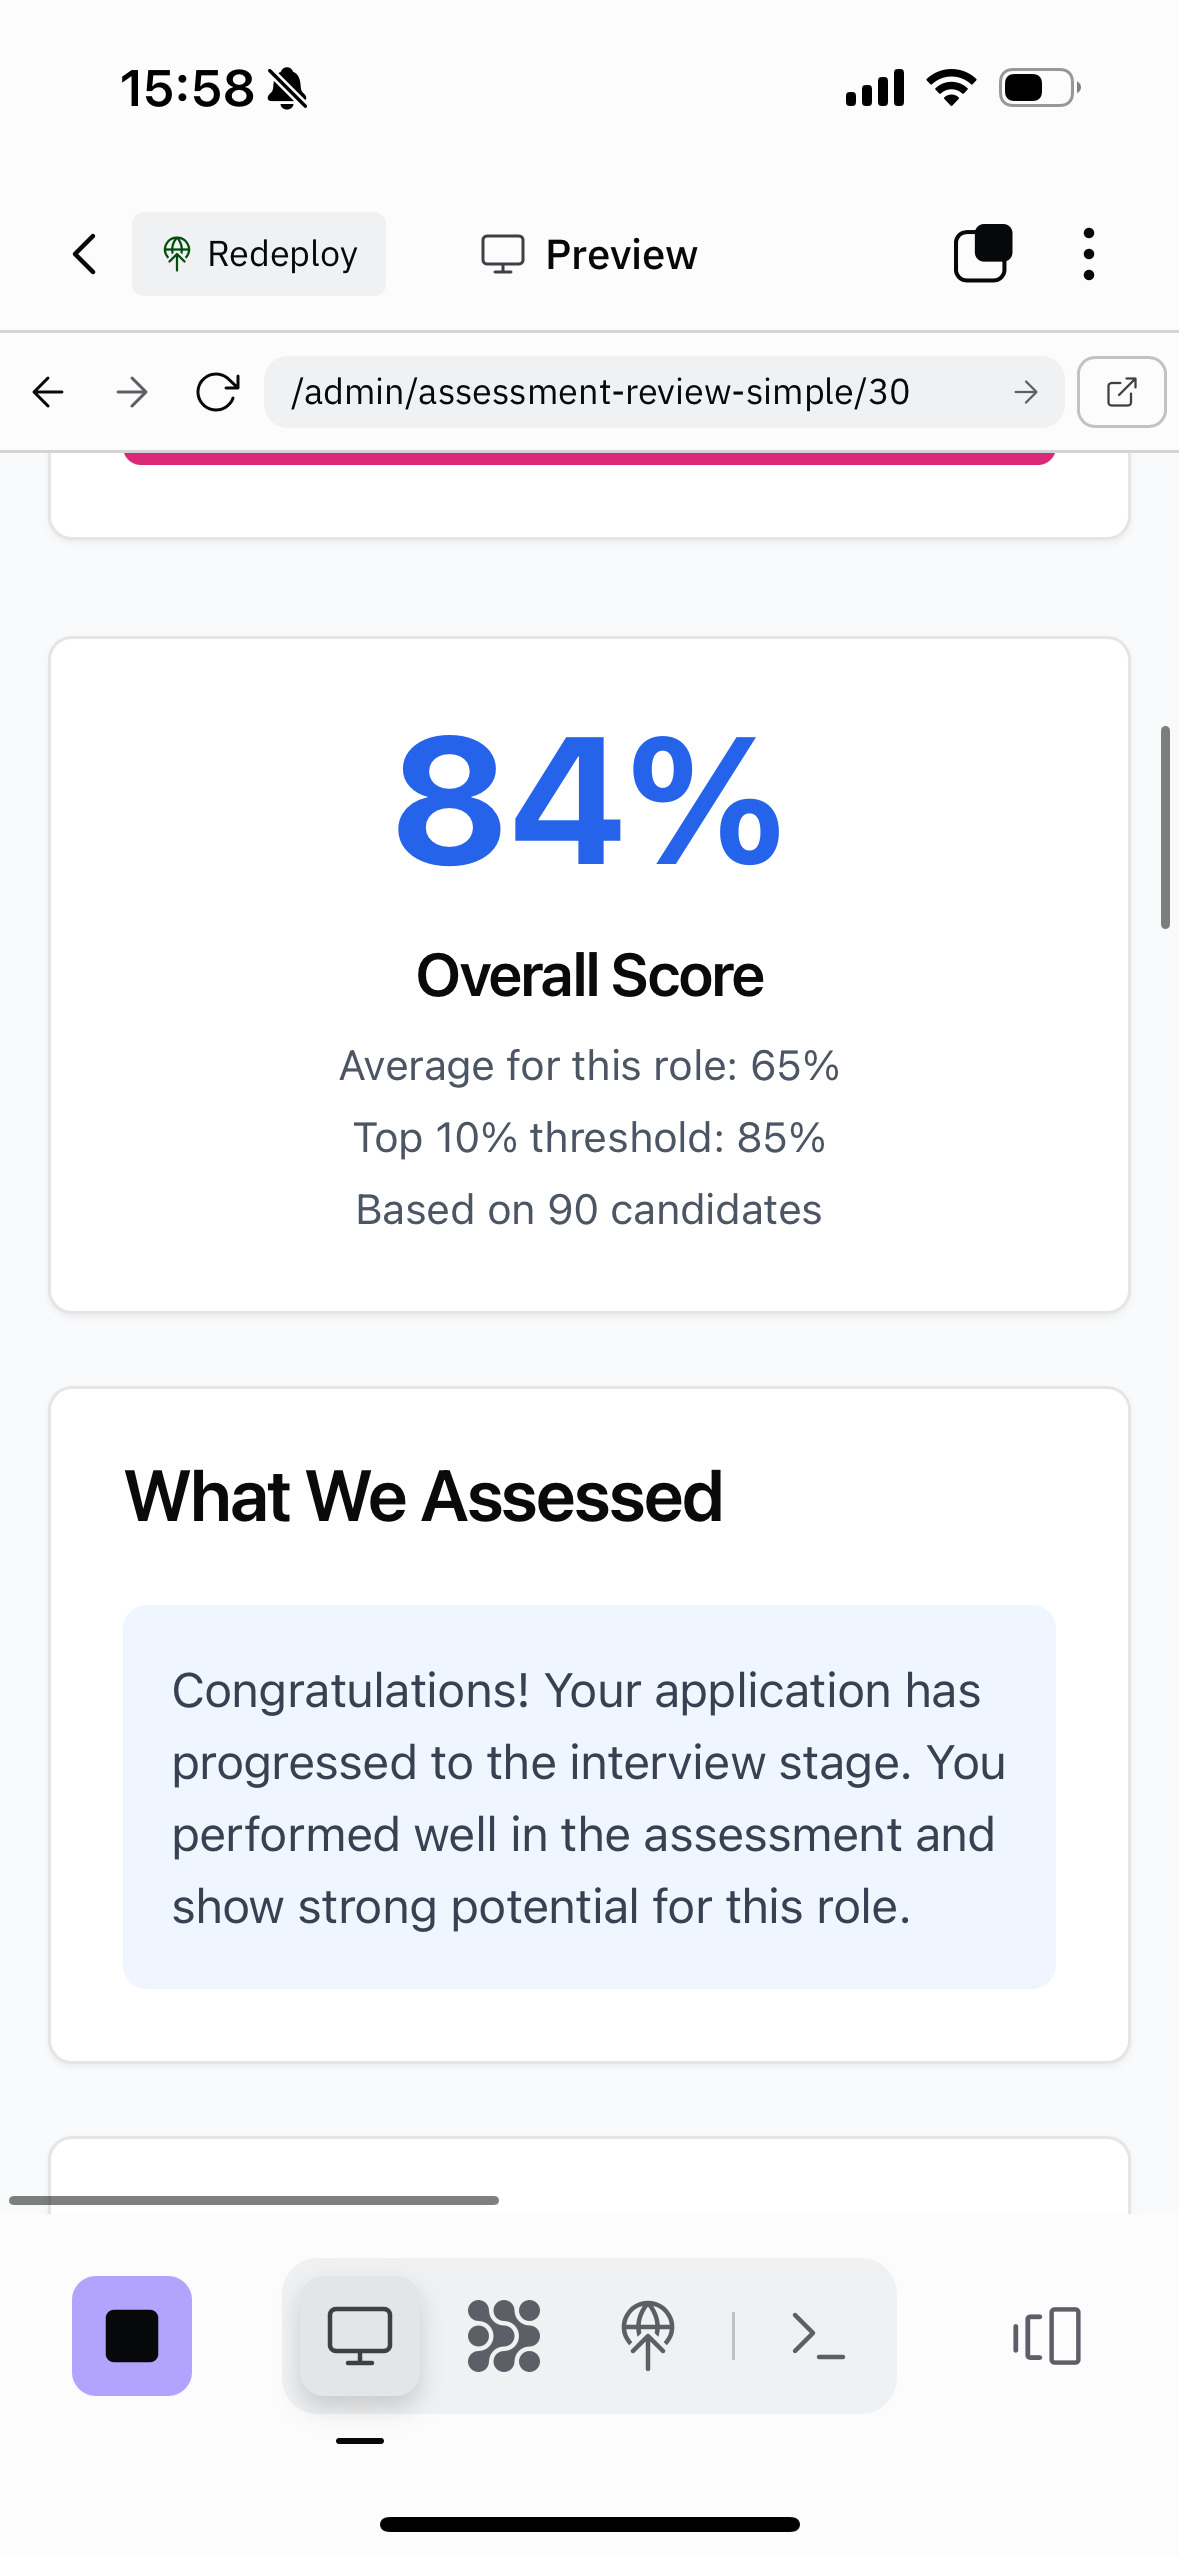 15:58
Redeploy
Preview
/admin/assessment-review-simple/30
84%
Overall Score
Average for this role: 65%
Top 10% threshold: 85%
Based on 90 candidates
What We Assessed
Congratulations! Your application has
progressed to the interview stage. You
performed well in the assessment and
show strong potential for this role.